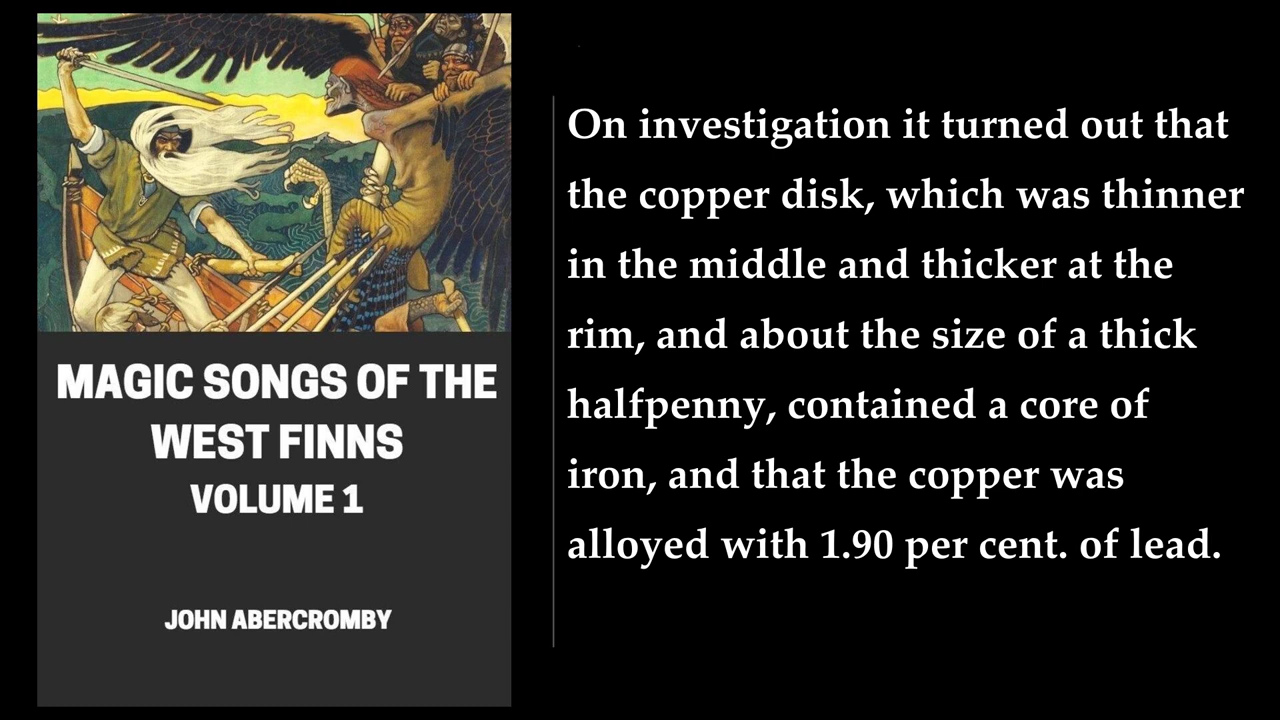 MAGIC SONGS OF THE
WEST FINNS
VOLUME 1
JOHN ABERCROMBY
On investigation it turned out that
the copper disk, which was thinner
in the middle and thicker at the
rim, and about the size of a thick
halfpenny, contained a core of
iron, and that the copper was
alloyed with 1.90 per cent. of lead.